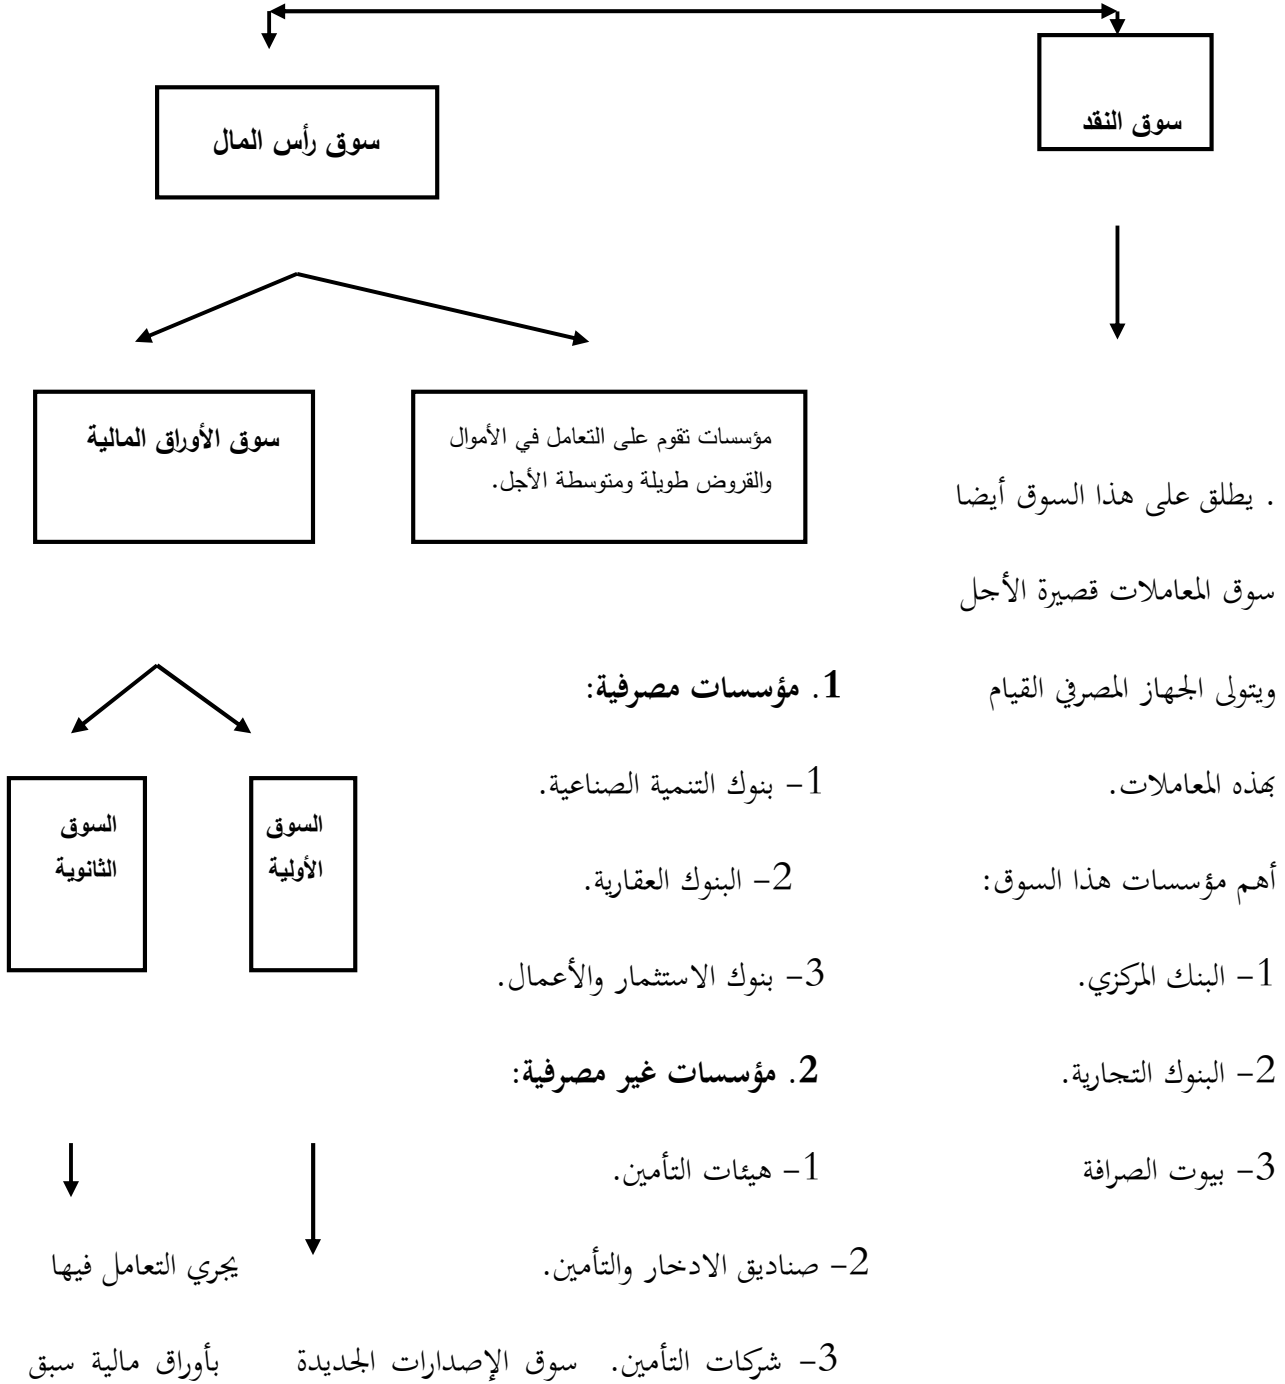 سوق النقد
سوق رأس المال
مؤسسات تقوم على التعامل في الأموال
والقروض طويلة ومتوسطة الأجل.
سوق الأوراق المالية
. يطلق على هذا السوق أيضا
سوق المعاملات قصيرة الأجل
ويتولى الجهاز المصرفي القيام
بهذه المعاملات.
أهم مؤسسات هذا السوق:
1- البنك المركزي.
2- البنوك التجارية.
3- بيوت الصرافة
1. مؤسسات مصرفية:
1- بنوك التنمية الصناعية.
2- البنوك العقارية.
3- بنوك الاستثمار والأعمال.
2. مؤسسات غير مصرفية:
1- هيئات التأمين.
2- صناديق الادخار والتأمين.
3- شركات التأمين.
السوق
الأولية
السوق
الثانوية
سوق الإصدارات الجديدة
يجري التعامل فيها
بأوراق مالية سبق